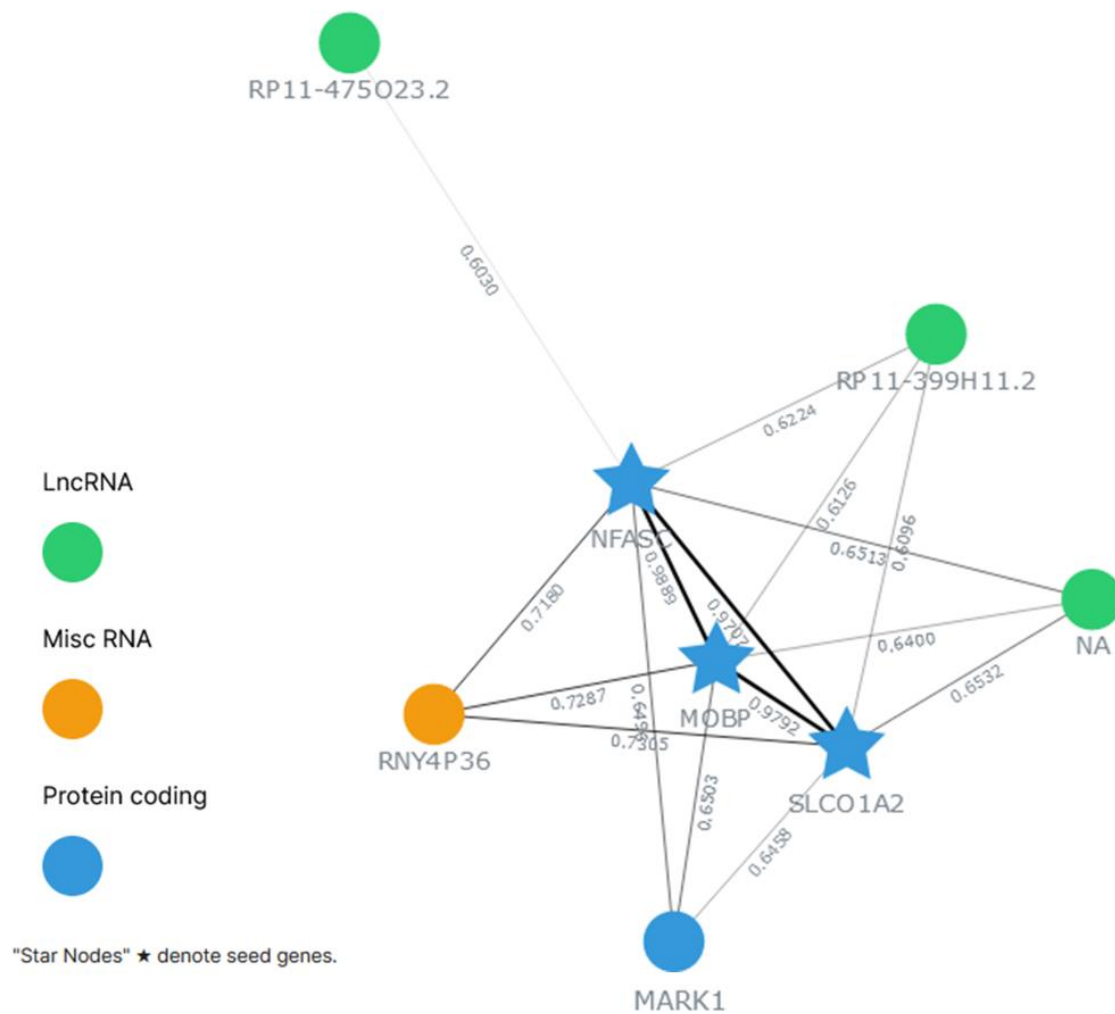 RP11-475O23.2
0.6030
RP11-399H11.2
0.6224
0.6126
0.6096
NFASC
0.6513
0.9889
0.9707
0.7180
0.6400
NA
0.6532
0.7287
MOBP
0.9792
0.7305
RNY4P36
SLCO1A2
0.6503
0.6458
MARK1
LncRNA
Misc RNA
Protein coding
"Star Nodes" ★ denote seed genes.